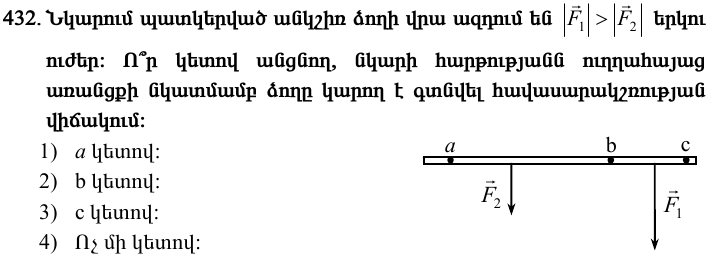 432. Նկարում պատկերված անկշիռ ձողի վրա ազդում են |F⃗₁| > |F⃗₂| երկու
ուժեր: Ո՞ր կետով անցնող, նկարի հարթությանն ուղղահայաց
առանցքի նկատմամբ ձողը կարող է գտնվել հավասարակշռության
վիճակում:
1) a կետով:
2) b կետով:
3) c կետով:
4) Ոչ մի կետով:
a b c
F⃗₂ F⃗₁